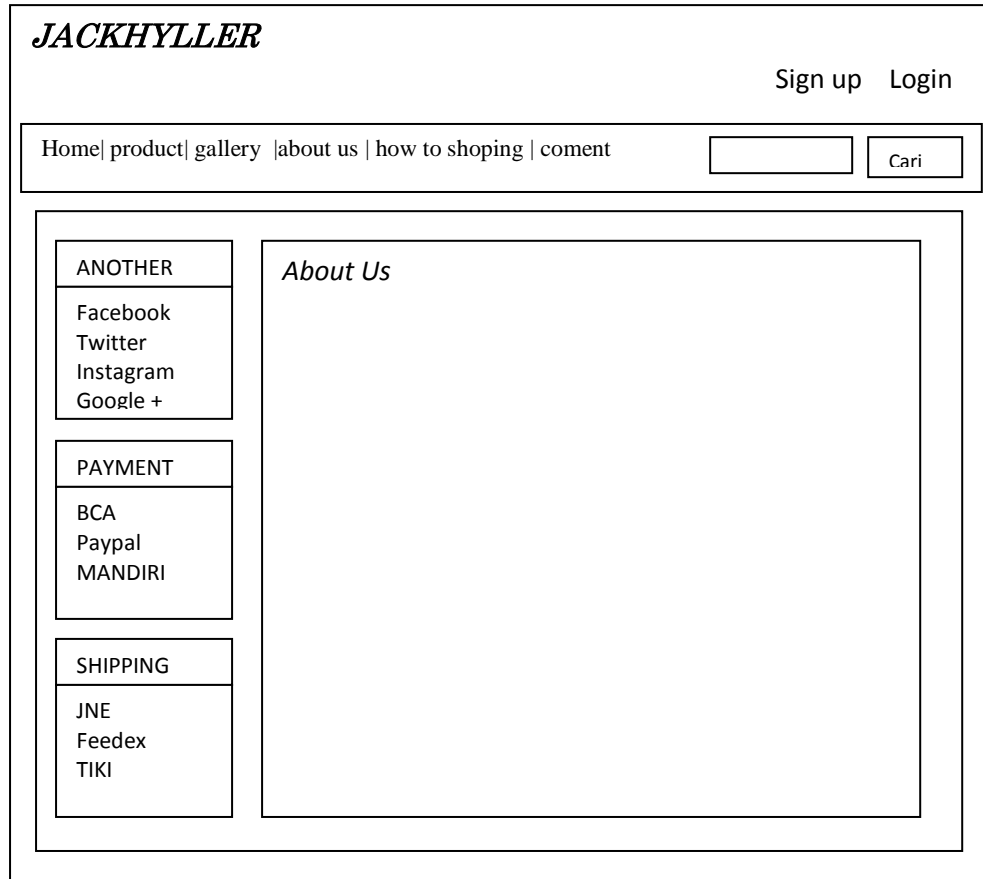 JACKHYLLER
Sign up Login
Home| product| gallery |about us | how to shoping | coment
Cari
ANOTHER
Facebook
Twitter
Instagram
Google +
PAYMENT
BCA
Paypal
MANDIRI
SHIPPING
JNE
Feedex
TIKI
About Us